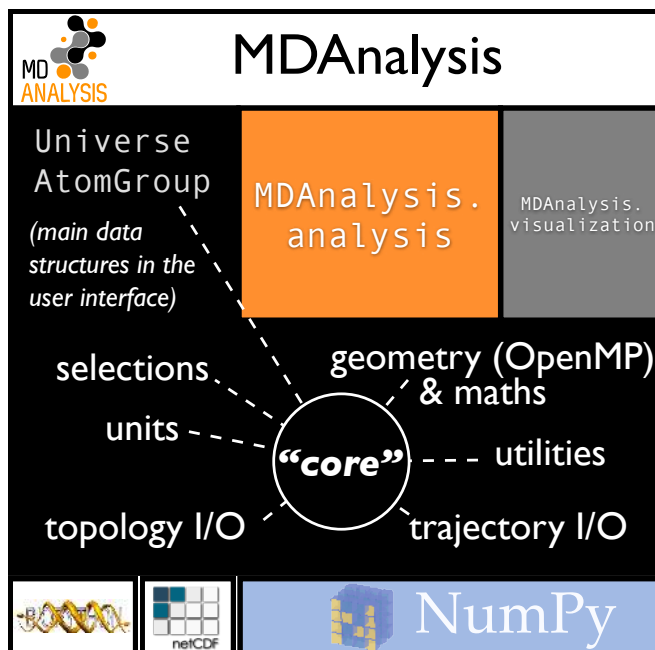 MD
ANALYSIS
MDAnalysis
Universe
AtomGroup
(main data
structures in the
user interface)
MDAnalysis.
analysis
MDAnalysis.
visualization
selections
geometry (OpenMP)
& maths
units
"core"
utilities
topology I/O
trajectory I/O
netCDF
NumPy